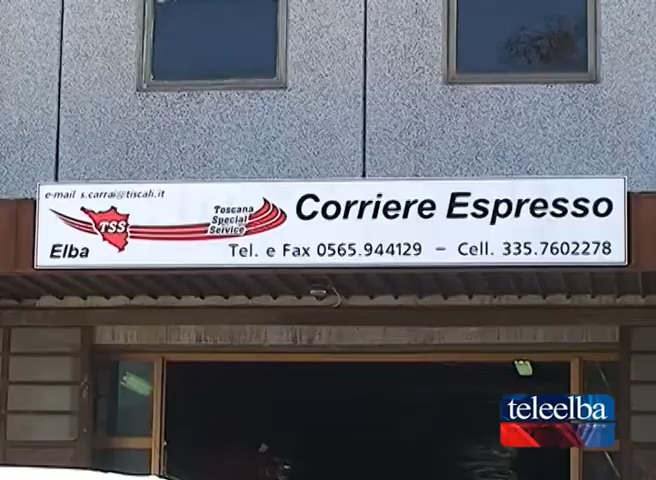 e-mail s.carrai@tiscali.it
TSS
Toscana
Special
Service
Corriere Espresso
Elba
Tel. e Fax 0565.944129 - Cell. 335.7602278
teleelba